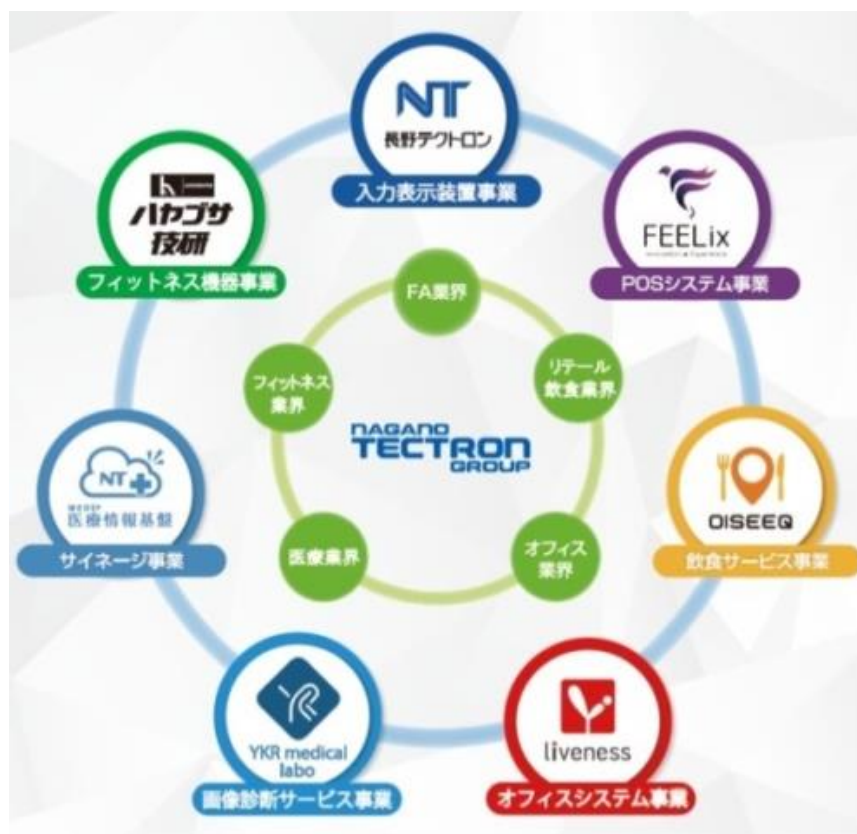 NT
長野テクトロン
入力表示装置事業
ハヤブサ
技研
フィットネス機器事業
FEELix
POSシステム事業
FA業界
フィットネス
業界
リテール
飲食業界
NAGANO
TECTRON
GROUP
NT
医療情報基盤
サイネージ事業
OISEEQ
飲食サービス事業
医療業界
オフィス
業界
YKR medical
labo
画像診断サービス事業
liveness
オフィスシステム事業